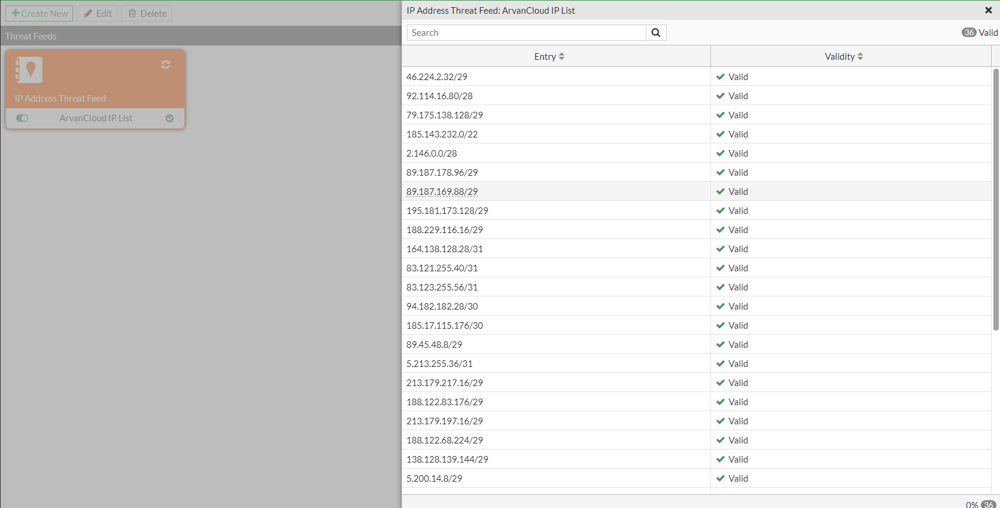 Create New Edit Delete
Threat Feeds
IP Address Threat Feed
ArvanCloud IP List
IP Address Threat Feed: ArvanCloud IP List
Search
36 Valid
Entry Validity
46.224.2.32/29 Valid
92.114.16.80/28 Valid
79.175.138.128/29 Valid
185.143.232.0/22 Valid
2.146.0.0/28 Valid
89.187.178.96/29 Valid
89.187.169.88/29 Valid
195.181.173.128/29 Valid
188.229.116.16/29 Valid
164.138.128.28/31 Valid
83.121.255.40/31 Valid
83.123.255.56/31 Valid
94.182.182.28/30 Valid
185.17.115.176/30 Valid
89.45.48.8/29 Valid
5.213.255.36/31 Valid
213.179.217.16/29 Valid
188.122.83.176/29 Valid
213.179.197.16/29 Valid
188.122.68.224/29 Valid
138.128.139.144/29 Valid
5.200.14.8/29 Valid
0% 36